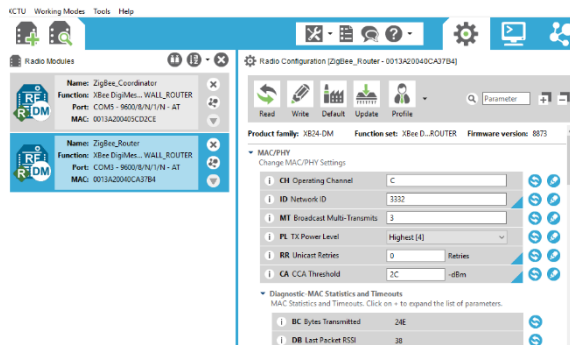 XCTU Working Modes Tools Help
Radio Modules
Name: ZigBee_Coordinator
Function: XBee DigiMes... WALL_ROUTER
Port: COM5 - 9600/8/N/1/N - AT
MAC: 0013A200405CD2CE
Name: ZigBee_Router
Function: XBee DigiMes... WALL_ROUTER
Port: COM3 - 9600/8/N/1/N - AT
MAC: 0013A20040CA37B4
Radio Configuration [ZigBee_Router - 0013A20040CA37B4]
Read Write Default Update Profile
Parameter
Product family: XB24-DM Function set: XBee D...ROUTER Firmware version: 8073
MAC/PHY
Change MAC/PHY Settings
CH Operating Channel C
ID Network ID 3332
MT Broadcast Multi-Transmits 3
PL TX Power Level Highest [4]
RR Unicast Retries 0 Retries
CA CCA Threshold 2C -dBm
Diagnostic-MAC Statistics and Timeouts
MAC Statistics and Timeouts. Click on + to expand the list of parameters.
BC Bytes Transmitted 24E
DB Last Packet RSSI 38